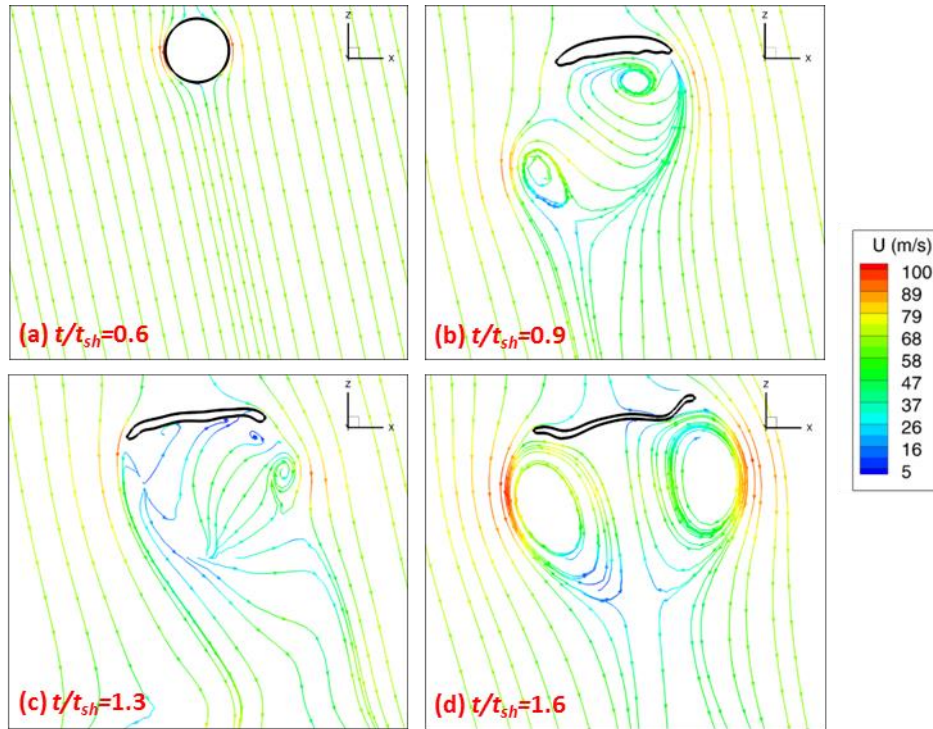 z
x
(a) t/tsh=0.6
z
x
(b) t/tsh=0.9
U (m/s)
100
89
79
68
58
47
37
26
16
5
z
x
(c) t/tsh=1.3
z
x
(d) t/tsh=1.6